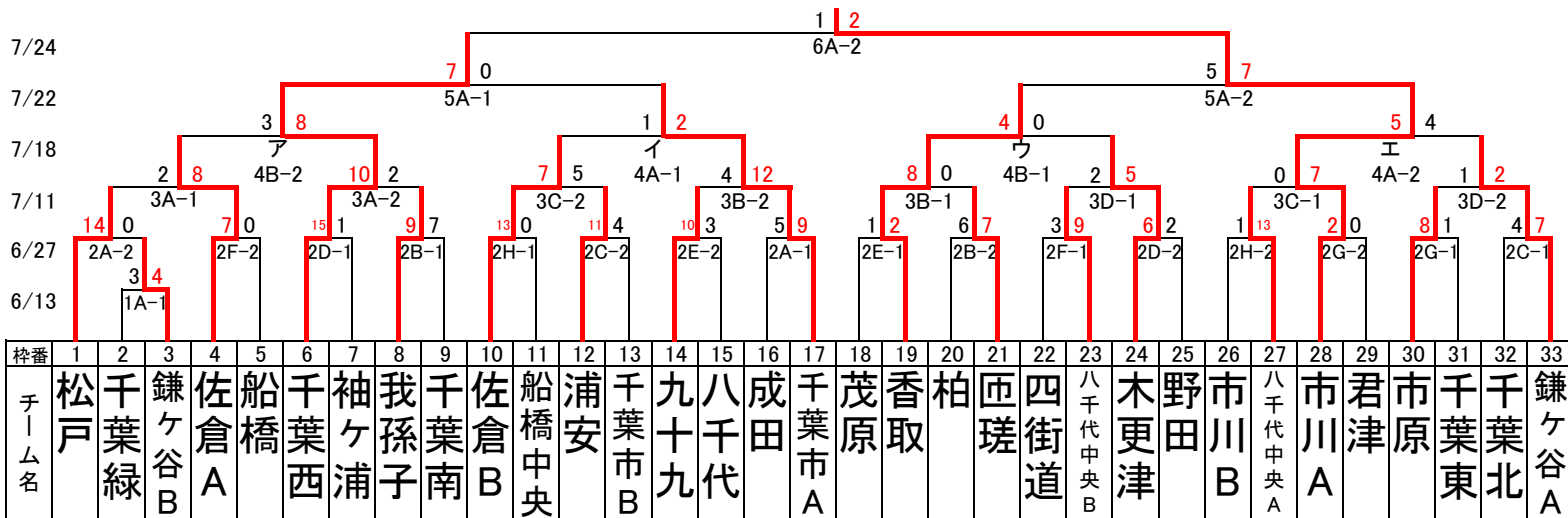 1 2
7/24 6A-2
7 0 5 7
7/22 5A-1 5A-2
3 8 1 2 4 0 5 4
7/18 ア イ ウ エ
4B-2 4A-1 4B-1 4A-2
2 8 10 2 7 5 4 12 8 0 2 5 0 7 1 2
7/11 3A-1 3A-2 3C-2 3B-2 3B-1 3D-1 3C-1 3D-2
14 0 7 0 15 1 9 7 13 0 11 4 10 3 5 9 1 2 6 7 3 9 6 2 1 13 2 0 8 1 4 7
6/27 2A-2 2F-2 2D-1 2B-1 2H-1 2C-2 2E-2 2A-1 2E-1 2B-2 2F-1 2D-2 2H-2 2G-2 2G-1 2C-1
3 4
6/13 1A-1
枠番 1 2 3 4 5 6 7 8 9 10 11 12 13 14 15 16 17 18 19 20 21 22 23 24 25 26 27 28 29 30 31 32 33
チーム名
松戸
千葉緑
鎌ケ谷B
佐倉A
船橋
千葉西
袖ケ浦
我孫子
千葉南
佐倉B
船橋中央
浦安
千葉市B
九十九
八千代
成田
千葉市A
茂原
香取
柏
匝瑳
四街道
八千代中央B
木更津
野田
市川B
八千代中央A
市川A
君津
市原
千葉東
千葉北
鎌ケ谷A